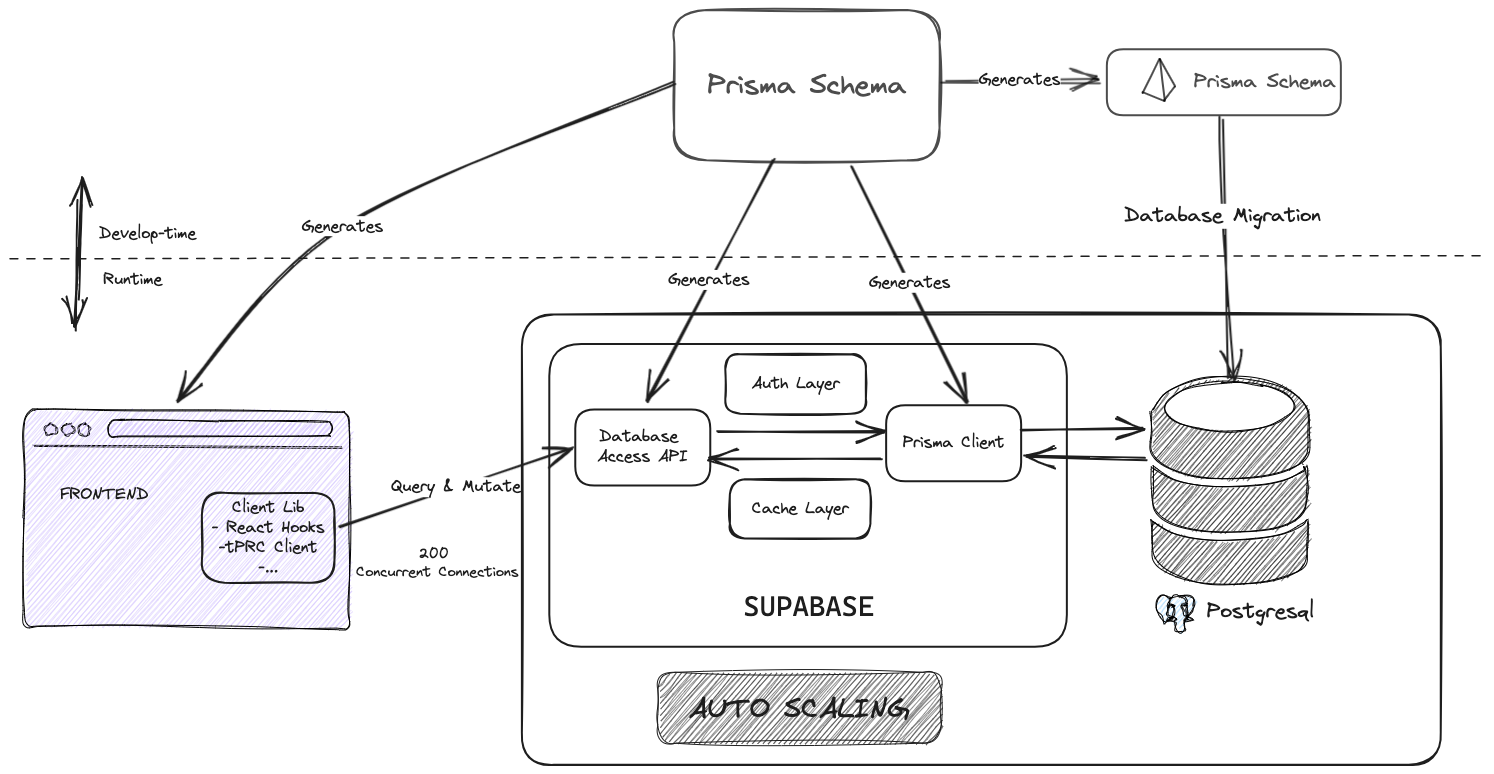 Prisma Schema
Generates
Prisma Schema
Generates
Database Migration
Develop-time
Runtime
Generates
Generates
Auth Layer
Database
Access API
Prisma Client
Query & Mutate
FRONTEND
Client Lib
- React Hooks
-tPRC Client
-...
Cache Layer
200
Concurrent Connections
SUPABASE
Postgresql
AUTO SCALING